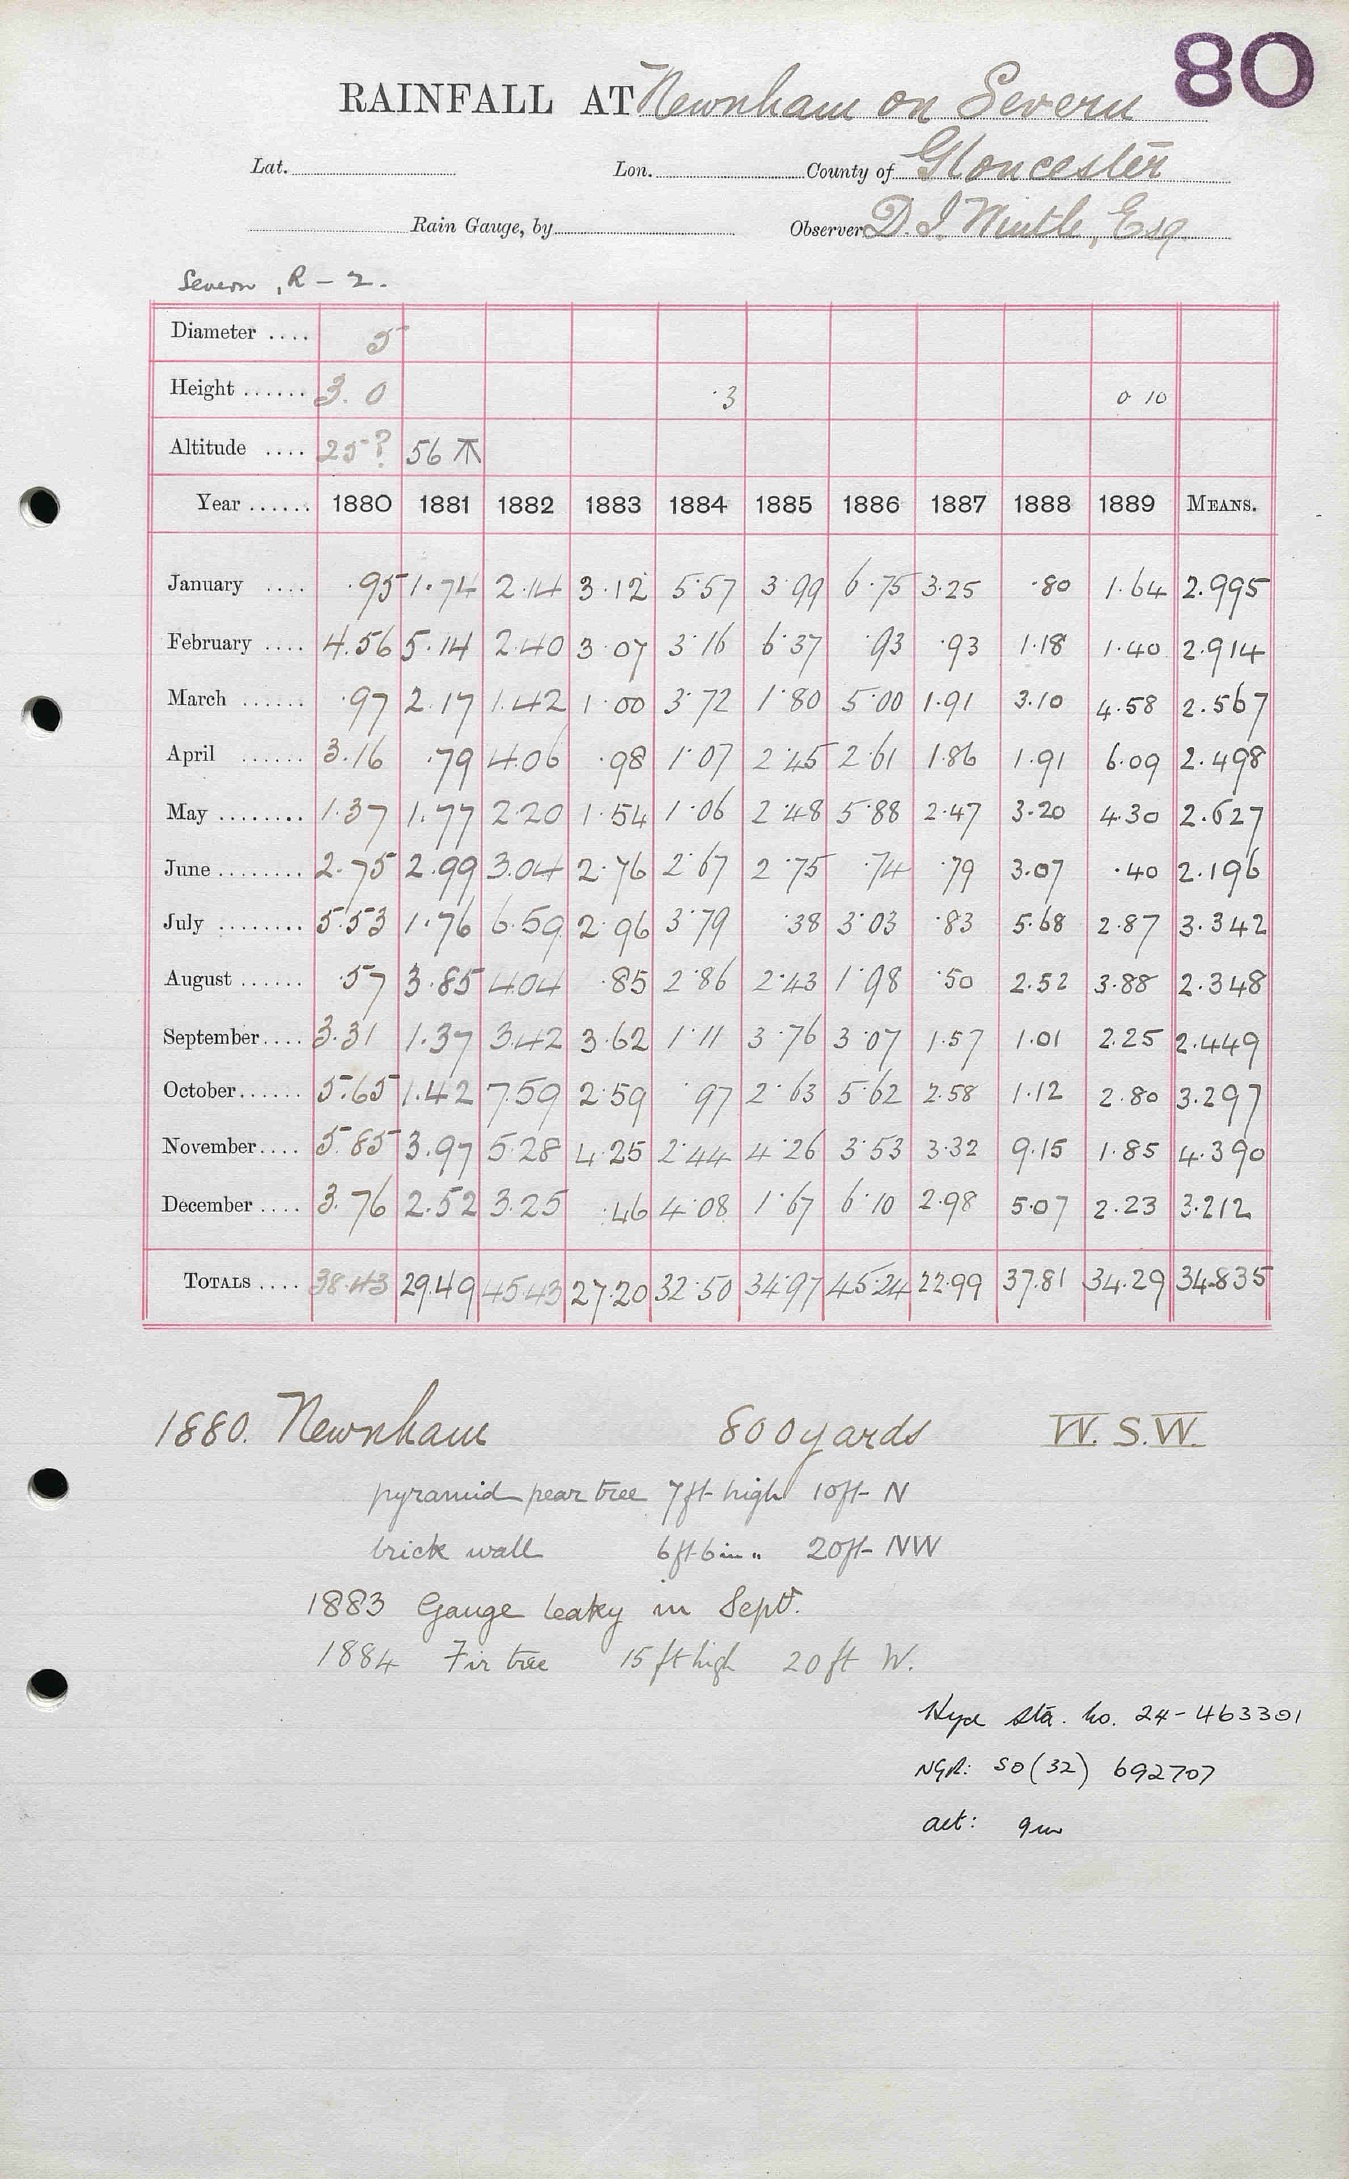 80
RAINFALL AT Newnham on Severn
Lat. Lon. County of Gloucester
Rain Gauge, by Observer D. J. Wintle, Esq
Severn, R - 2.
Diameter .... 5
Height ...... 3. 0 ·3 0 10
Altitude .... 25? 56
Year ...... 1880 1881 1882 1883 1884 1885 1886 1887 1888 1889 MEANS.
January .... ·95 1·74 2·14 3·12 5·57 3·99 6·75 3·25 ·80 1·64 2.995
February .... 4.56 5·14 2·40 3·07 3·16 6·37 ·93 ·93 1·18 1·40 2.914
March ...... ·97 2·17 1·42 1·00 3·72 1·80 5·00 1·91 3·10 4·58 2.567
April ...... 3·16 ·79 4·06 ·98 1·07 2·45 2·61 1·86 1·91 6·09 2.498
May ........ 1·37 1·77 2·20 1·54 1·06 2·48 5·88 2·47 3·20 4·30 2.627
June ........ 2·75 2·99 3·04 2·76 2·67 2·75 ·74 ·79 3·07 ·40 2.196
July ........ 5·53 1·76 6·59 2·96 3·79 ·38 3·03 ·83 5·68 2·87 3.342
August ...... ·57 3·85 4·04 ·85 2·86 2·43 1·98 ·50 2.52 3·88 2.348
September.... 3·31 1·37 3·42 3·62 1·11 3·76 3·07 1·57 1·01 2·25 2.449
October...... 5·65 1·42 7·59 2·59 ·97 2·63 5·62 2·58 1·12 2·80 3.297
November.... 5·85 3·97 5·28 4·25 2·44 4·26 3·53 3·32 9·15 1·85 4.390
December .... 3·76 2·52 3·25 ·46 4·08 1·67 6·10 2·98 5·07 2·23 3.212
TOTALS .... 38·43 29·49 45·43 27·20 32·50 34·97 45·24 22·99 37·81 34·29 34.835
1880. Newnham 800 yards W. S. W.
pyramid pear tree 7ft high 10ft N
brick wall 6ft 6in " 20ft NW
1883 Gauge leaky in Sept.
1884 Fir tree 15 ft high 20 ft W.
Hyd Sta. No. 24-463301
NGR: SO (32) 692707
alt: 9m